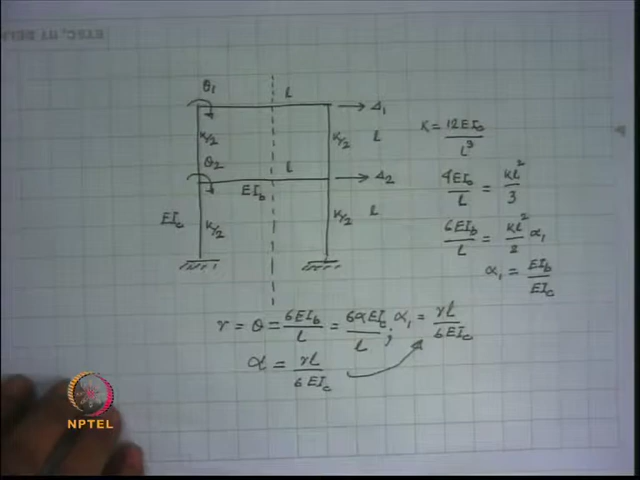 θ1 l → Δ1
K/2 K/2 l K = 12EIc / l³
θ2 l → Δ2
EIb
4EIc / l = kl² / 3
EIc K/2 K/2 l
6EIb / l = kl² / 2 α1
α1 = EIb / EIc
r = θ = 6EIb / l = 6αEIc / l ; α1 = rl / 6EIc
α = rl / 6EIc
NPTEL